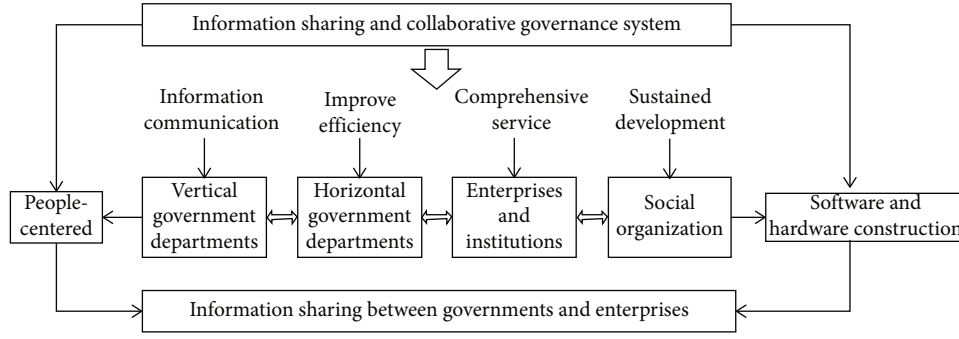 Information sharing and collaborative governance system
Information
communication
Improve
efficiency
Comprehensive
service
Sustained
development
People-
centered
Vertical
government
departments
Horizontal
government
departments
Enterprises
and
institutions
Social
organization
Software and
hardware construction
Information sharing between governments and enterprises